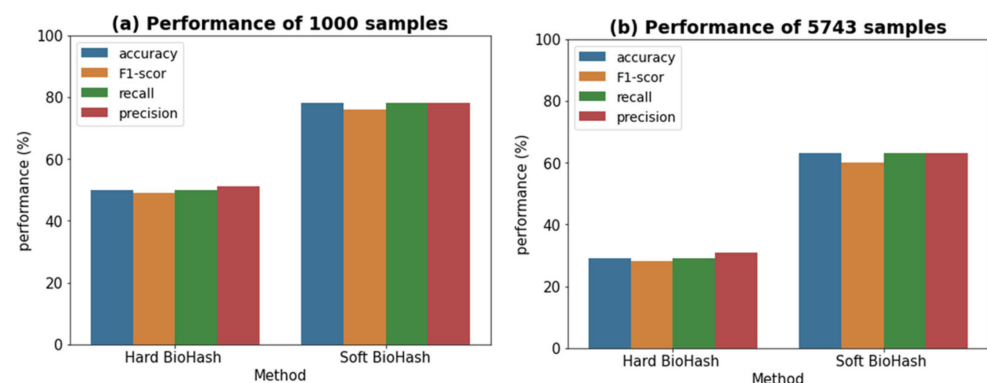 (a) Performance of 1000 samples
100
80
60
40
20
0
performance (%)
accuracy
F1-scor
recall
precision
Hard BioHash
Soft BioHash
Method
(b) Performance of 5743 samples
100
80
60
40
20
0
performance (%)
accuracy
F1-scor
recall
precision
Hard BioHash
Soft BioHash
Method